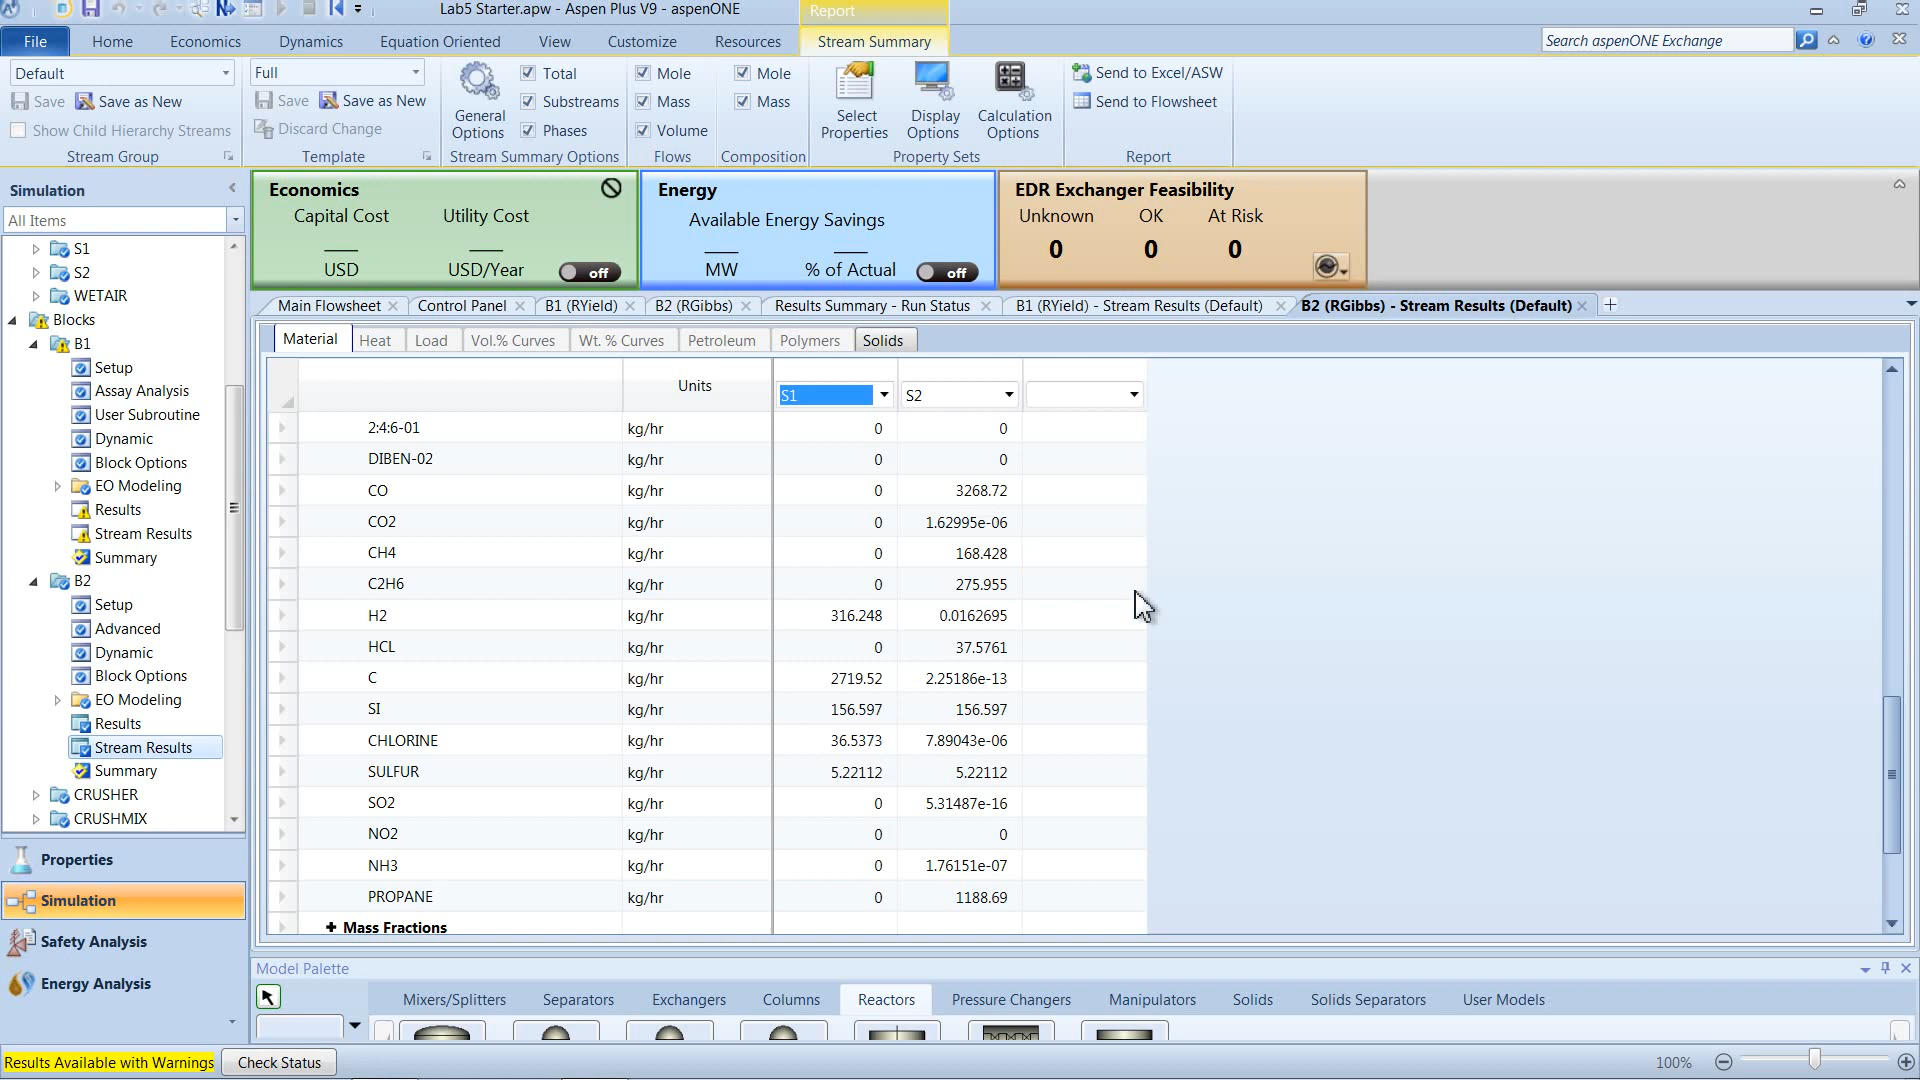 Lab5 Starter.apw - Aspen Plus V9 - aspenONE
Report
File Home Economics Dynamics Equation Oriented View Customize Resources Stream Summary
Search aspenONE Exchange
Default
Save Save as New
Show Child Hierarchy Streams
Stream Group
Full
Save Save as New
Discard Change
Template
General Options
Total
Substreams
Phases
Stream Summary Options
Mole
Mass
Volume
Flows
Mole
Mass
Composition
Select Properties
Display Options
Calculation Options
Property Sets
Send to Excel/ASW
Send to Flowsheet
Report
Simulation
All Items
S1
S2
WETAIR
Blocks
B1
Setup
Assay Analysis
User Subroutine
Dynamic
Block Options
EO Modeling
Results
Stream Results
Summary
B2
Setup
Advanced
Dynamic
Block Options
EO Modeling
Results
Stream Results
Summary
CRUSHER
CRUSHMIX
Properties
Simulation
Safety Analysis
Energy Analysis
Economics
Capital Cost Utility Cost
USD USD/Year off
Energy
Available Energy Savings
MW % of Actual off
EDR Exchanger Feasibility
Unknown OK At Risk
0 0 0
Main Flowsheet Control Panel B1 (RYield) B2 (RGibbs) Results Summary - Run Status B1 (RYield) - Stream Results (Default) B2 (RGibbs) - Stream Results (Default)
Material Heat Load Vol.% Curves Wt. % Curves Petroleum Polymers Solids
Units S1 S2
2:4:6-01 kg/hr 0 0
DIBEN-02 kg/hr 0 0
CO kg/hr 0 3268.72
CO2 kg/hr 0 1.62995e-06
CH4 kg/hr 0 168.428
C2H6 kg/hr 0 275.955
H2 kg/hr 316.248 0.0162695
HCL kg/hr 0 37.5761
C kg/hr 2719.52 2.25186e-13
SI kg/hr 156.597 156.597
CHLORINE kg/hr 36.5373 7.89043e-06
SULFUR kg/hr 5.22112 5.22112
SO2 kg/hr 0 5.31487e-16
NO2 kg/hr 0 0
NH3 kg/hr 0 1.76151e-07
PROPANE kg/hr 0 1188.69
+ Mass Fractions
Model Palette
Mixers/Splitters Separators Exchangers Columns Reactors Pressure Changers Manipulators Solids Solids Separators User Models
Results Available with Warnings Check Status 100%